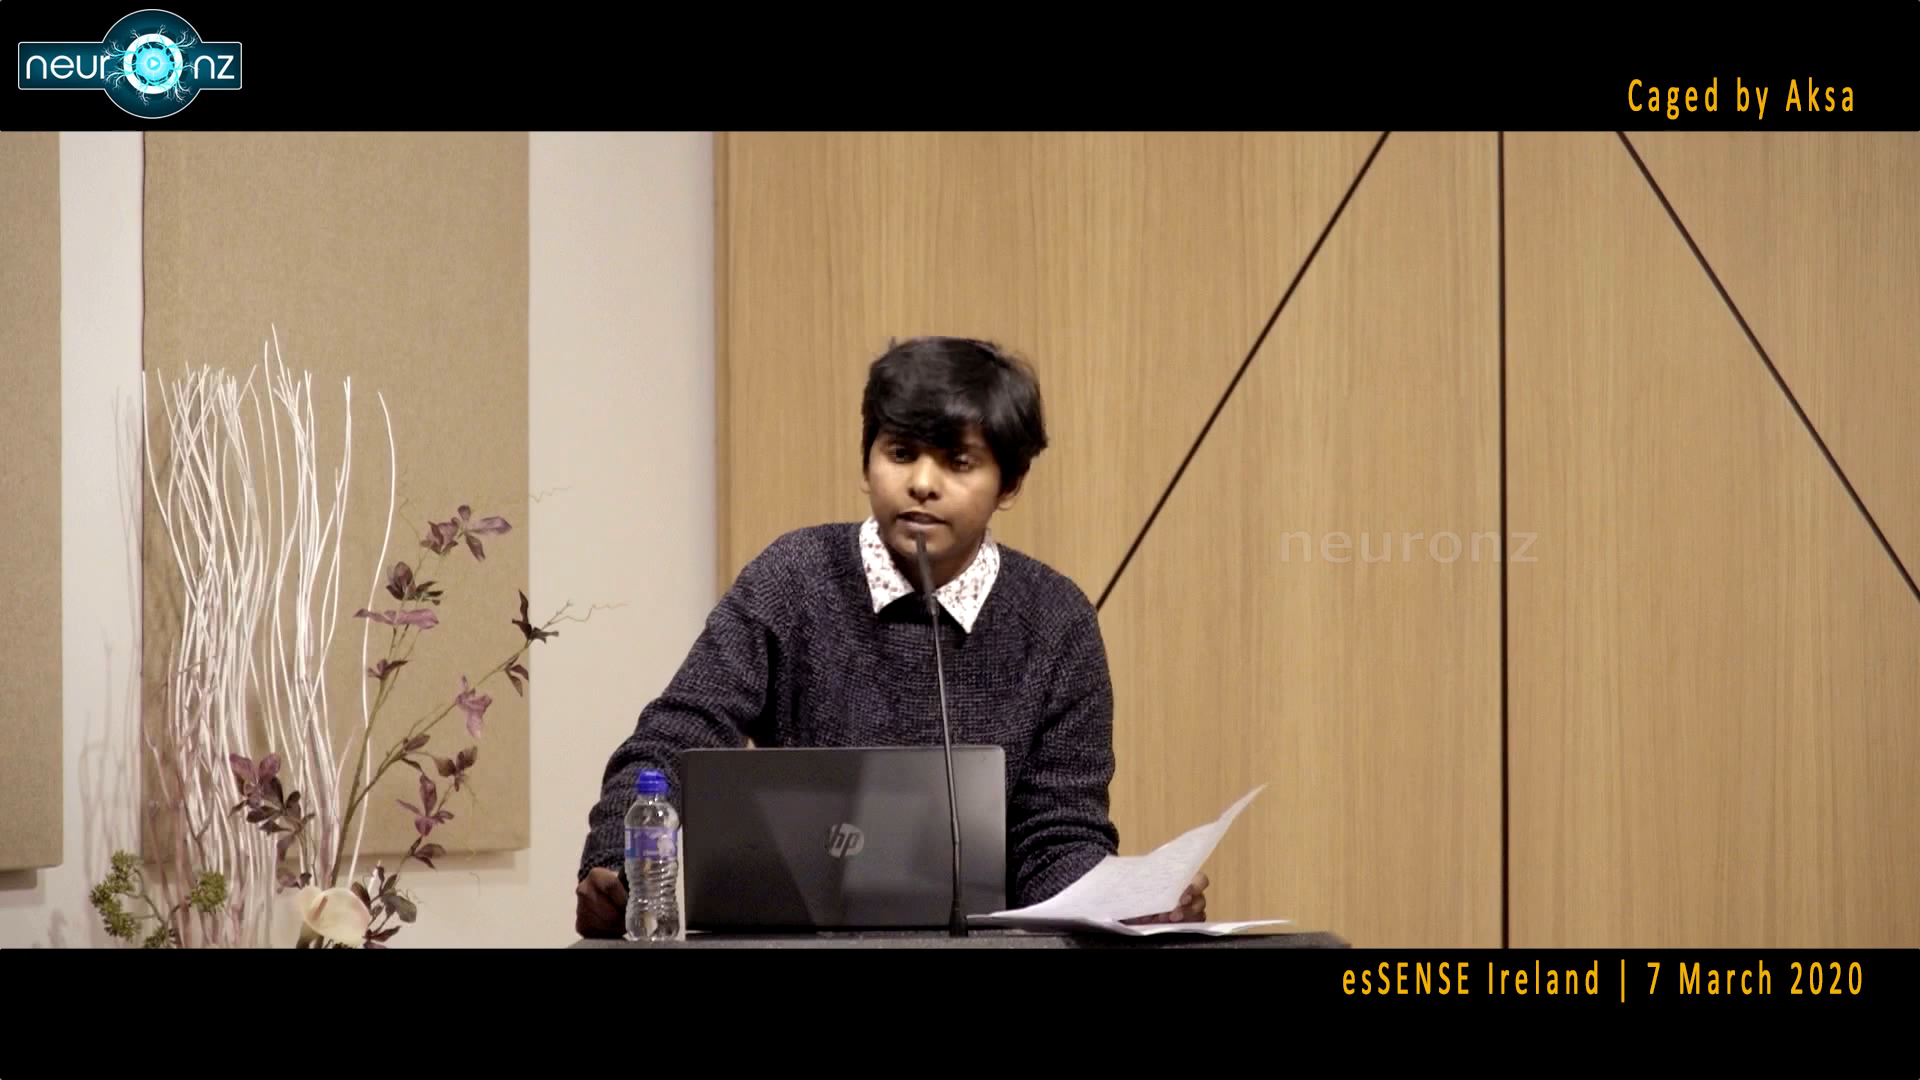 neuronz
Caged by Aksa
neuronz
hp
esSENSE Ireland | 7 March 2020